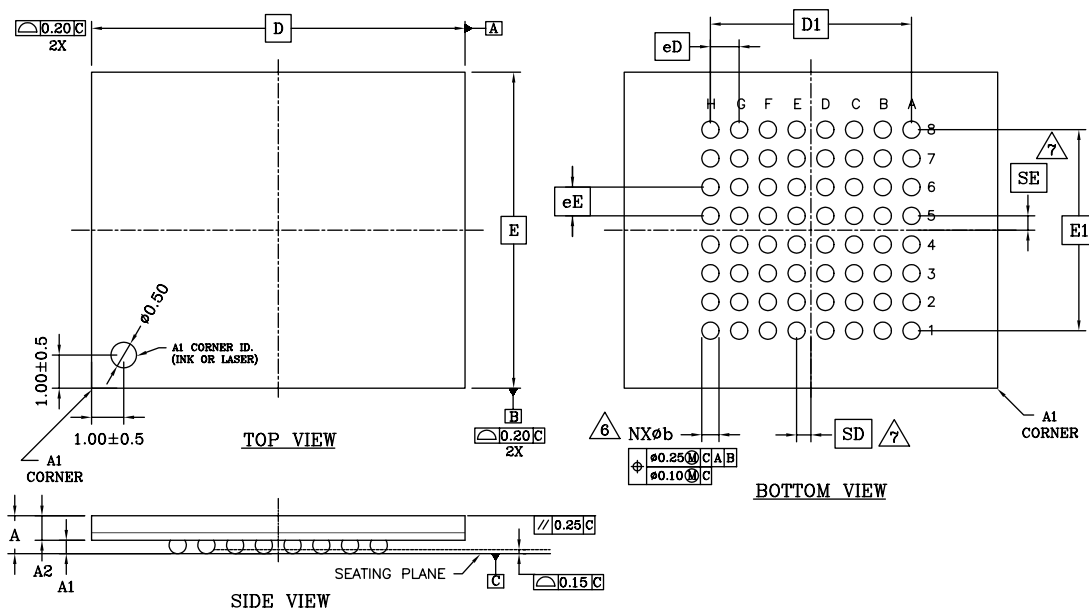 ⌓ 0.20 C
2X
D
A
E
ø0.50
A1 CORNER ID.
(INK OR LASER)
1.00±0.5
1.00±0.5
A1
CORNER
TOP VIEW
B
⌓ 0.20 C
2X
D1
eD
H G F E D C B A
8
7
6
5
4
3
2
1
eE
7
SE
E1
6 NXøb
⌖ ø0.25Ⓜ C A B
ø0.10Ⓜ C
SD 7
A1
CORNER
BOTTOM VIEW
A
A2
A1
// 0.25 C
SEATING PLANE
C
⌓ 0.15 C
SIDE VIEW